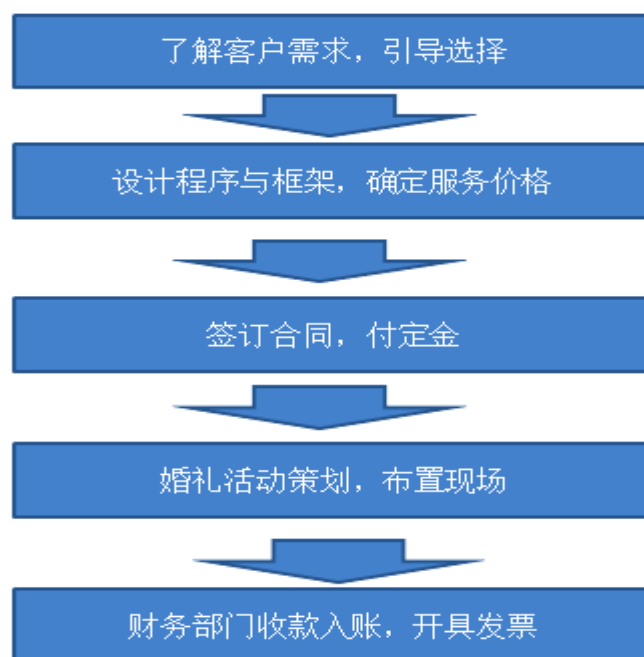 了解客户需求，引导选择
设计程序与框架，确定服务价格
签订合同，付定金
婚礼活动策划，布置现场
财务部门收款入账，开具发票